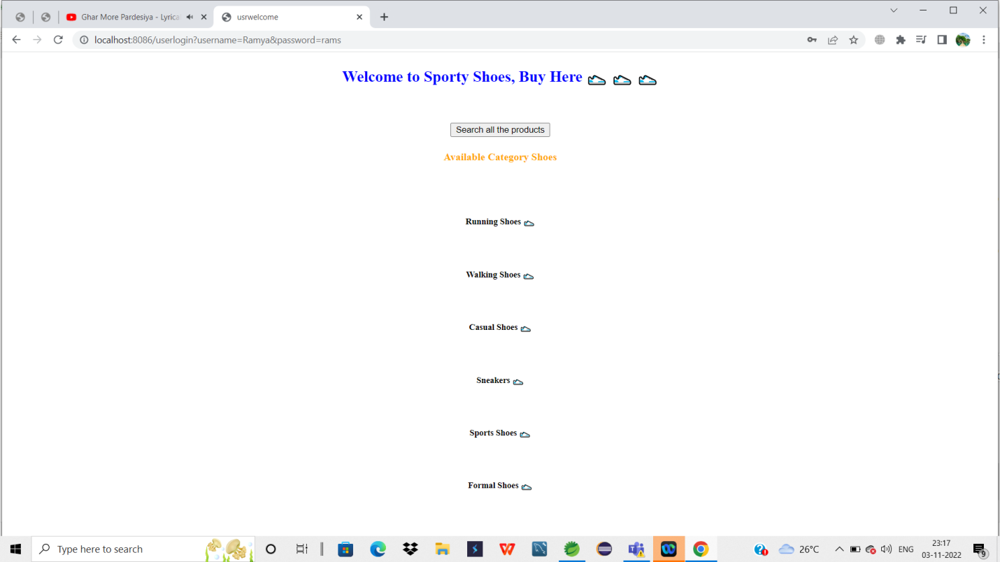 Ghar More Pardesiya - Lyrica
usrwelcome
localhost:8086/userlogin?username=Ramya&password=rams
Welcome to Sporty Shoes, Buy Here
Search all the products
Available Category Shoes
Running Shoes
Walking Shoes
Casual Shoes
Sneakers
Sports Shoes
Formal Shoes
Type here to search
26°C
ENG
23:17
03-11-2022
9